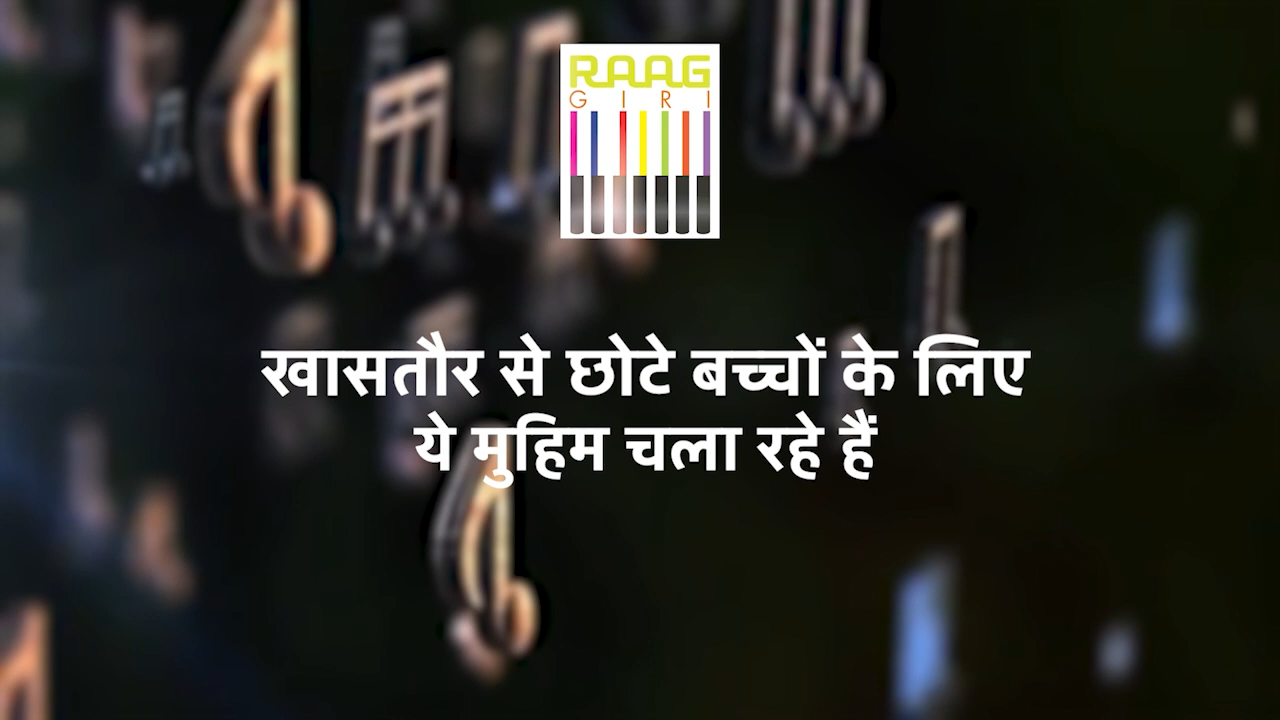 RAAG
GIRI
खासतौर से छोटे बच्चों के लिए
ये मुहिम चला रहे हैं